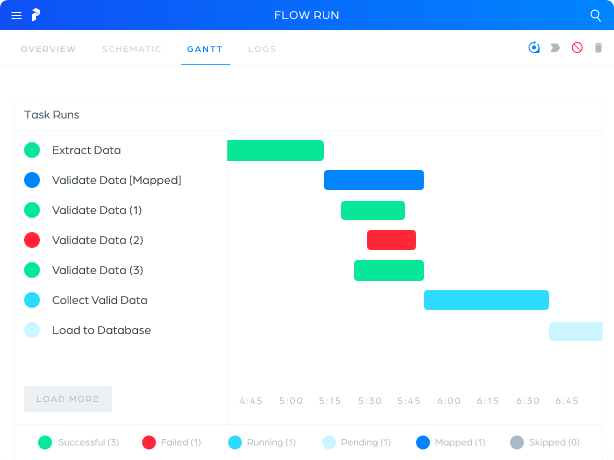 FLOW RUN
OVERVIEW SCHEMATIC GANTT LOGS
Task Runs
Extract Data
Validate Data [Mapped]
Validate Data (1)
Validate Data (2)
Validate Data (3)
Collect Valid Data
Load to Database
LOAD MORE
4:45 5:00 5:15 5:30 5:45 6:00 6:15 6:30 6:45
Successful (3) Failed (1) Running (1) Pending (1) Mapped (1) Skipped (0)